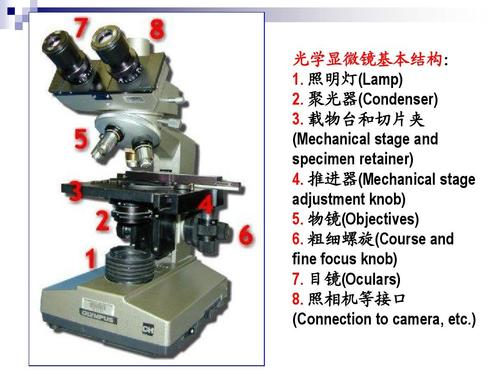 7
8
5
3
4
2
6
1
OLYMPUS
CH
光学显微镜基本结构:
1. 照明灯(Lamp)
2. 聚光器(Condenser)
3. 载物台和切片夹
(Mechanical stage and
specimen retainer)
4. 推进器(Mechanical stage
adjustment knob)
5. 物镜(Objectives)
6. 粗细螺旋(Course and
fine focus knob)
7. 目镜(Oculars)
8. 照相机等接口
(Connection to camera, etc.)